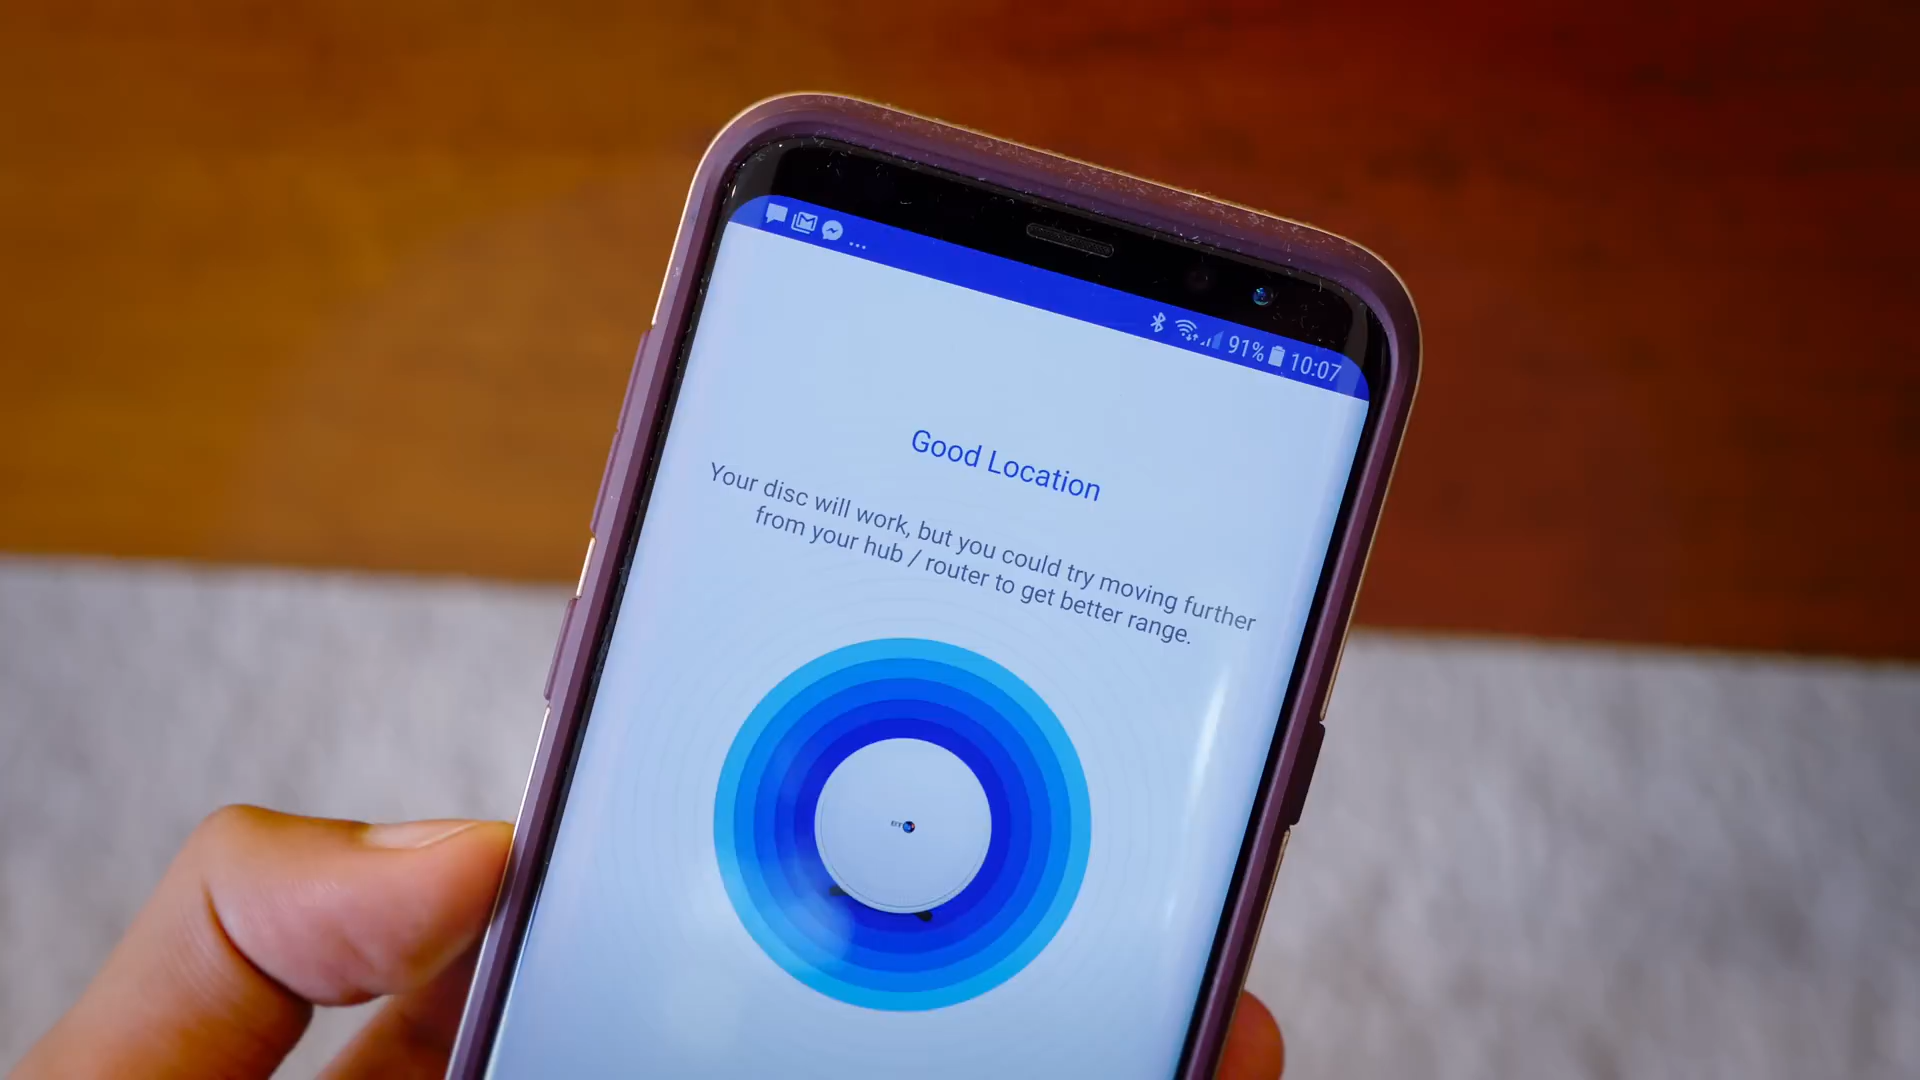 91% 10:07
Good Location
Your disc will work, but you could try moving further
from your hub / router to get better range.
BT